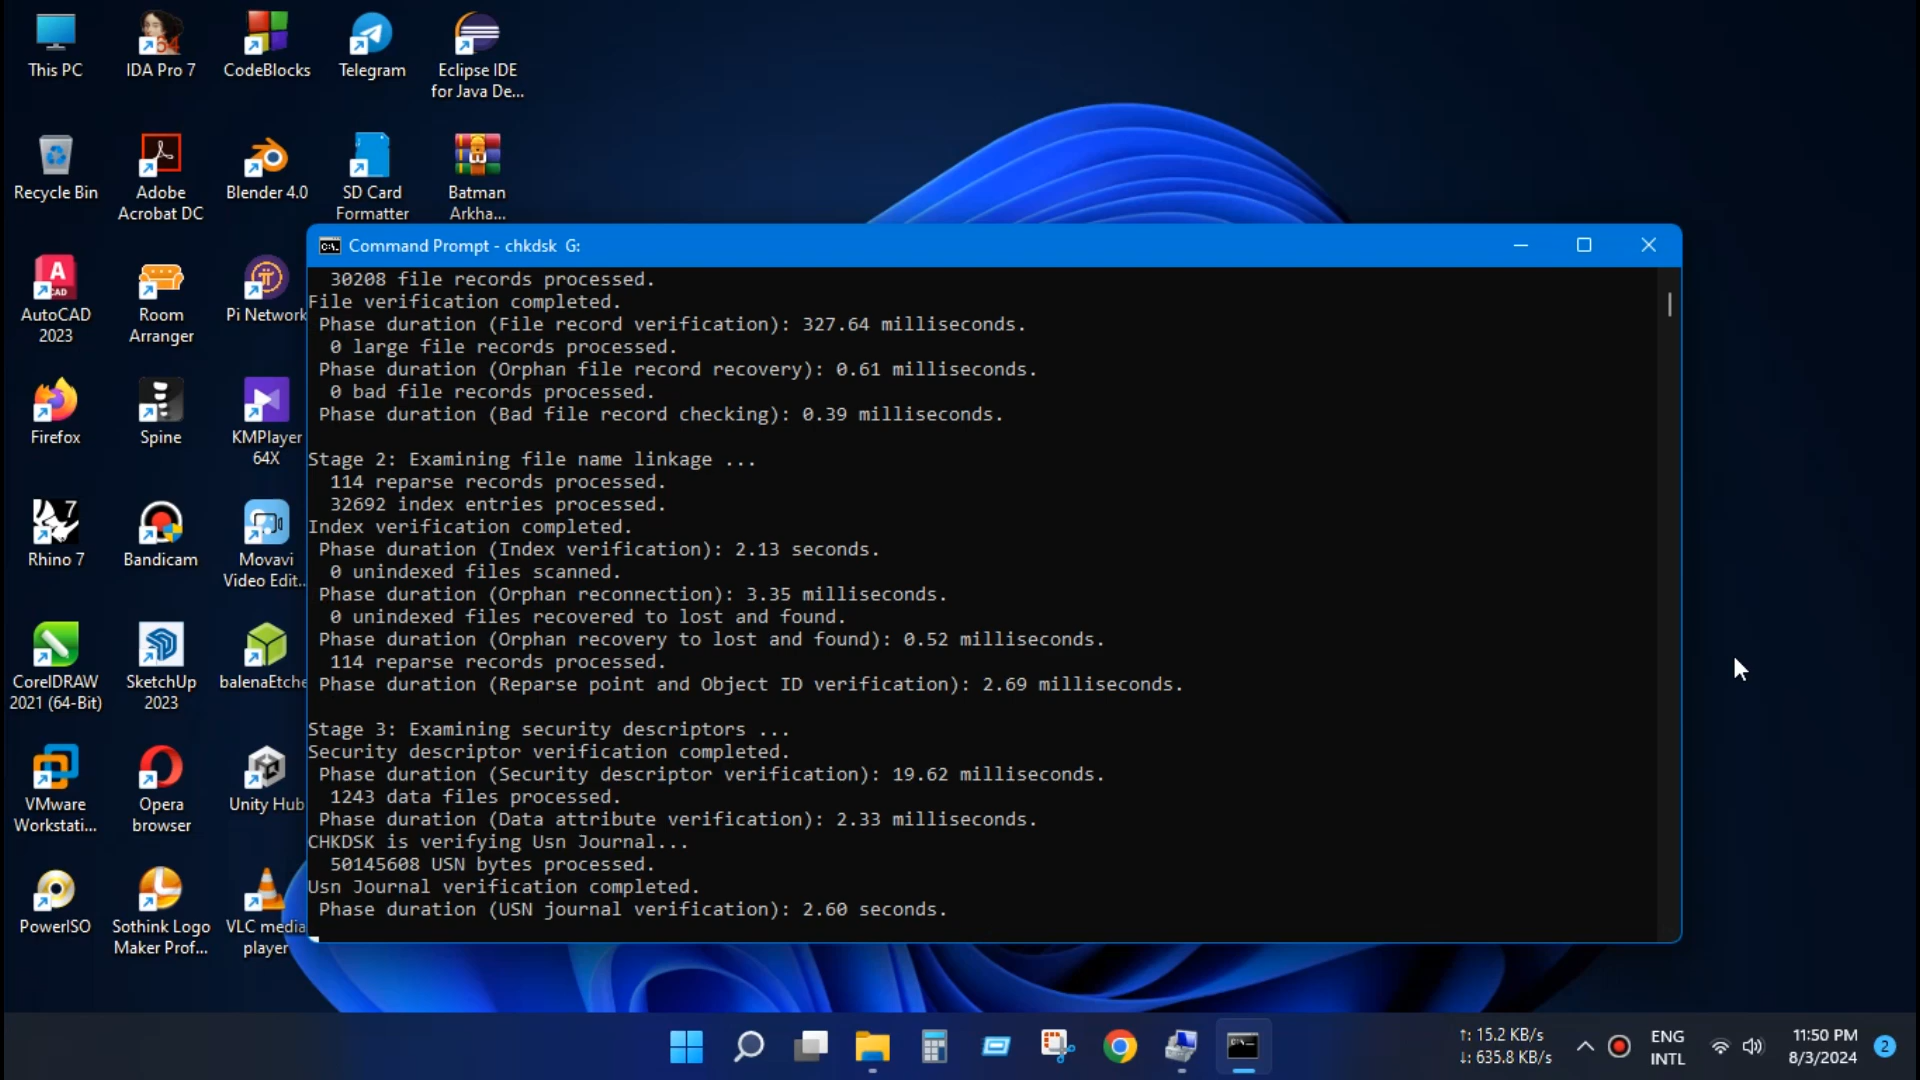 This PC
IDA Pro 7
CodeBlocks
Telegram
Eclipse IDE
for Java De...
Recycle Bin
Adobe
Acrobat DC
Blender 4.0
SD Card
Formatter
Batman
Arkha...
AutoCAD
2023
Room
Arranger
Pi Network
Firefox
Spine
KMPlayer
64X
Rhino 7
Bandicam
Movavi
Video Edit...
CorelDRAW
2021 (64-Bit)
SketchUp
2023
balenaEtche
VMware
Workstati...
Opera
browser
Unity Hub
PowerISO
Sothink Logo
Maker Prof...
VLC media
player
Command Prompt - chkdsk  G:
30208 file records processed.
File verification completed.
Phase duration (File record verification): 327.64 milliseconds.
0 large file records processed.
Phase duration (Orphan file record recovery): 0.61 milliseconds.
0 bad file records processed.
Phase duration (Bad file record checking): 0.39 milliseconds.
Stage 2: Examining file name linkage ...
114 reparse records processed.
32692 index entries processed.
Index verification completed.
Phase duration (Index verification): 2.13 seconds.
0 unindexed files scanned.
Phase duration (Orphan reconnection): 3.35 milliseconds.
0 unindexed files recovered to lost and found.
Phase duration (Orphan recovery to lost and found): 0.52 milliseconds.
114 reparse records processed.
Phase duration (Reparse point and Object ID verification): 2.69 milliseconds.
Stage 3: Examining security descriptors ...
Security descriptor verification completed.
Phase duration (Security descriptor verification): 19.62 milliseconds.
1243 data files processed.
Phase duration (Data attribute verification): 2.33 milliseconds.
CHKDSK is verifying Usn Journal...
50145608 USN bytes processed.
Usn Journal verification completed.
Phase duration (USN journal verification): 2.60 seconds.
↑: 15.2 KB/s
↓: 635.8 KB/s
ENG
INTL
11:50 PM
8/3/2024
2